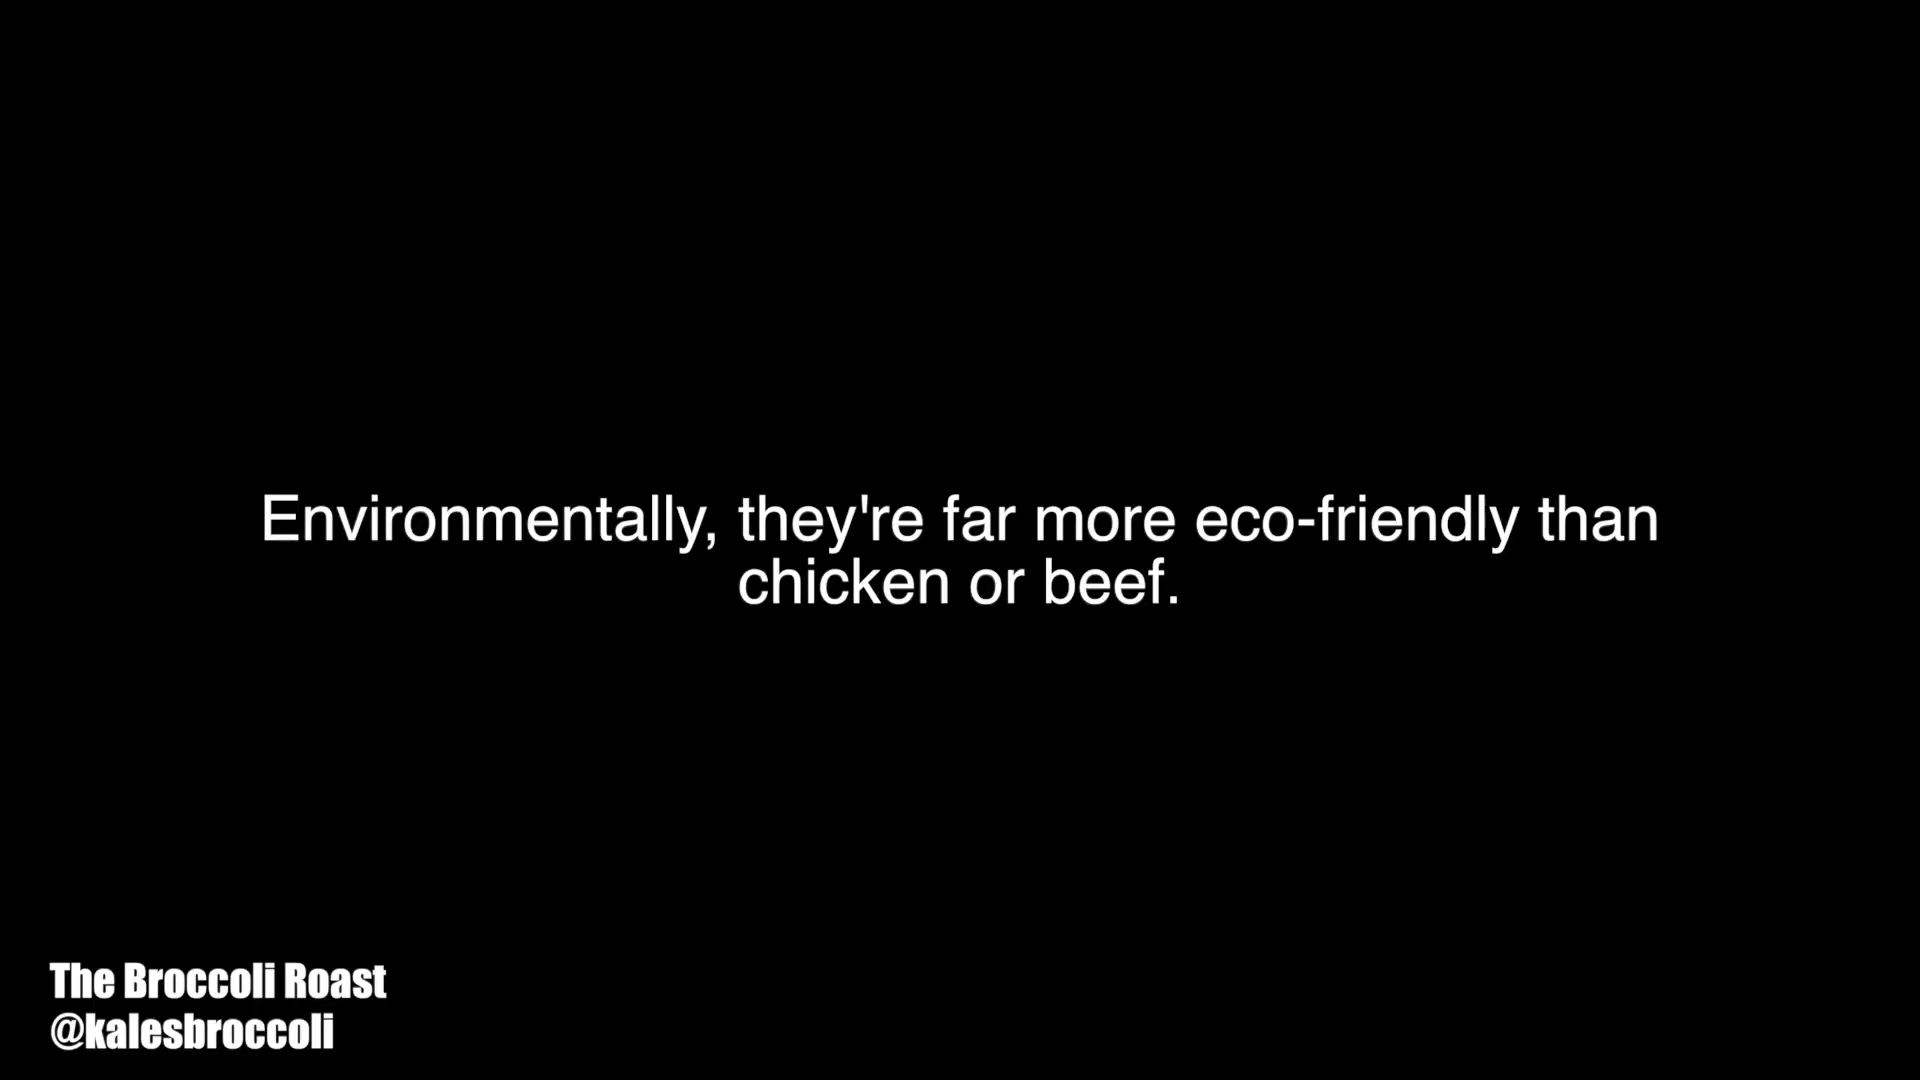 Environmentally, they're far more eco-friendly than
chicken or beef.
The Broccoli Roast
@kalesbroccoli